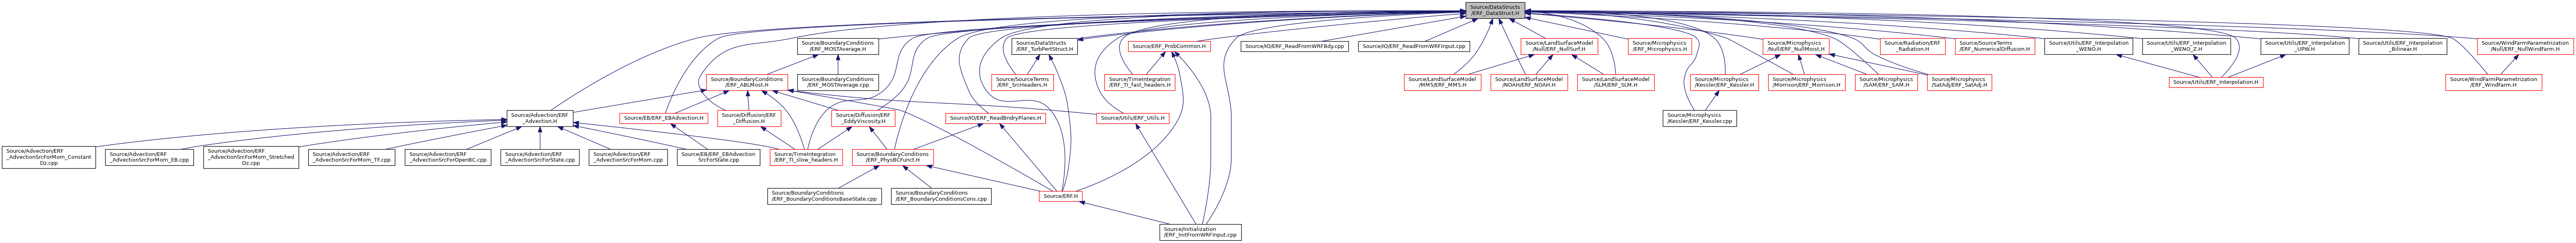 Source/DataStructs
/ERF_DataStruct.H
Source/BoundaryConditions
/ERF_MOSTAverage.H
Source/DataStructs
/ERF_TurbPertStruct.H
Source/ERF_ProbCommon.H
Source/IO/ERF_ReadFromWRFBdy.cpp
Source/IO/ERF_ReadFromWRFInput.cpp
Source/LandSurfaceModel
/Null/ERF_NullSurf.H
Source/Microphysics
/ERF_Microphysics.H
Source/Microphysics
/Null/ERF_NullMoist.H
Source/Radiation/ERF
_Radiation.H
Source/SourceTerms
/ERF_NumericalDiffusion.H
Source/Utils/ERF_Interpolation
_WENO.H
Source/Utils/ERF_Interpolation
_WENO_Z.H
Source/Utils/ERF_Interpolation
_UPW.H
Source/Utils/ERF_Interpolation
_Bilinear.H
Source/WindFarmParametrization
/Null/ERF_NullWindFarm.H
Source/BoundaryConditions
/ERF_ABLMost.H
Source/BoundaryConditions
/ERF_MOSTAverage.cpp
Source/SourceTerms
/ERF_SrcHeaders.H
Source/TimeIntegration
/ERF_TI_fast_headers.H
Source/LandSurfaceModel
/MM5/ERF_MM5.H
Source/LandSurfaceModel
/NOAH/ERF_NOAH.H
Source/LandSurfaceModel
/SLM/ERF_SLM.H
Source/Microphysics
/Kessler/ERF_Kessler.H
Source/Microphysics
/Morrison/ERF_Morrison.H
Source/Microphysics
/SAM/ERF_SAM.H
Source/Microphysics
/SatAdj/ERF_SatAdj.H
Source/Utils/ERF_Interpolation.H
Source/WindFarmParametrization
/ERF_WindFarm.H
Source/Advection/ERF
_Advection.H
Source/EB/ERF_EBAdvection.H
Source/Diffusion/ERF
_Diffusion.H
Source/Diffusion/ERF
_EddyViscosity.H
Source/IO/ERF_ReadBndryPlanes.H
Source/Utils/ERF_Utils.H
Source/Microphysics
/Kessler/ERF_Kessler.cpp
Source/Advection/ERF
_AdvectionSrcForMom_Constant
Dz.cpp
Source/Advection/ERF
_AdvectionSrcForMom_EB.cpp
Source/Advection/ERF
_AdvectionSrcForMom_Stretched
Dz.cpp
Source/Advection/ERF
_AdvectionSrcForMom_TF.cpp
Source/Advection/ERF
_AdvectionSrcForOpenBC.cpp
Source/Advection/ERF
_AdvectionSrcForState.cpp
Source/Advection/ERF
_AdvectionSrcForMom.cpp
Source/EB/ERF_EBAdvection
SrcForState.cpp
Source/TimeIntegration
/ERF_TI_slow_headers.H
Source/BoundaryConditions
/ERF_PhysBCFunct.H
Source/BoundaryConditions
/ERF_BoundaryConditionsBaseState.cpp
Source/BoundaryConditions
/ERF_BoundaryConditionsCons.cpp
Source/ERF.H
Source/Initialization
/ERF_InitFromWRFInput.cpp